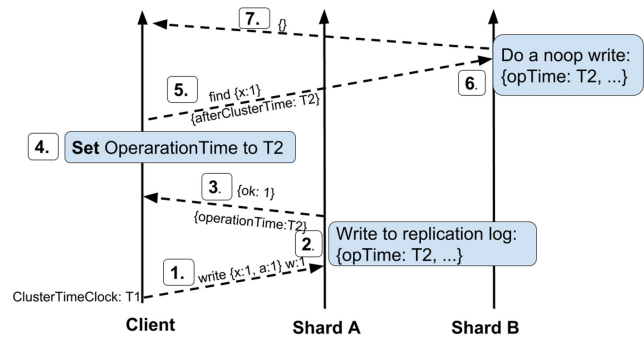 7. {}
Do a noop write:
{opTime: T2, ...}
6.
5. find {x:1}
{afterClusterTime: T2}
4. Set OperarationTime to T2
3. {ok: 1}
{operationTime:T2}
2. Write to replication log:
{opTime: T2, ...}
1. write {x:1, a:1} w:1
ClusterTimeClock: T1
Client Shard A Shard B